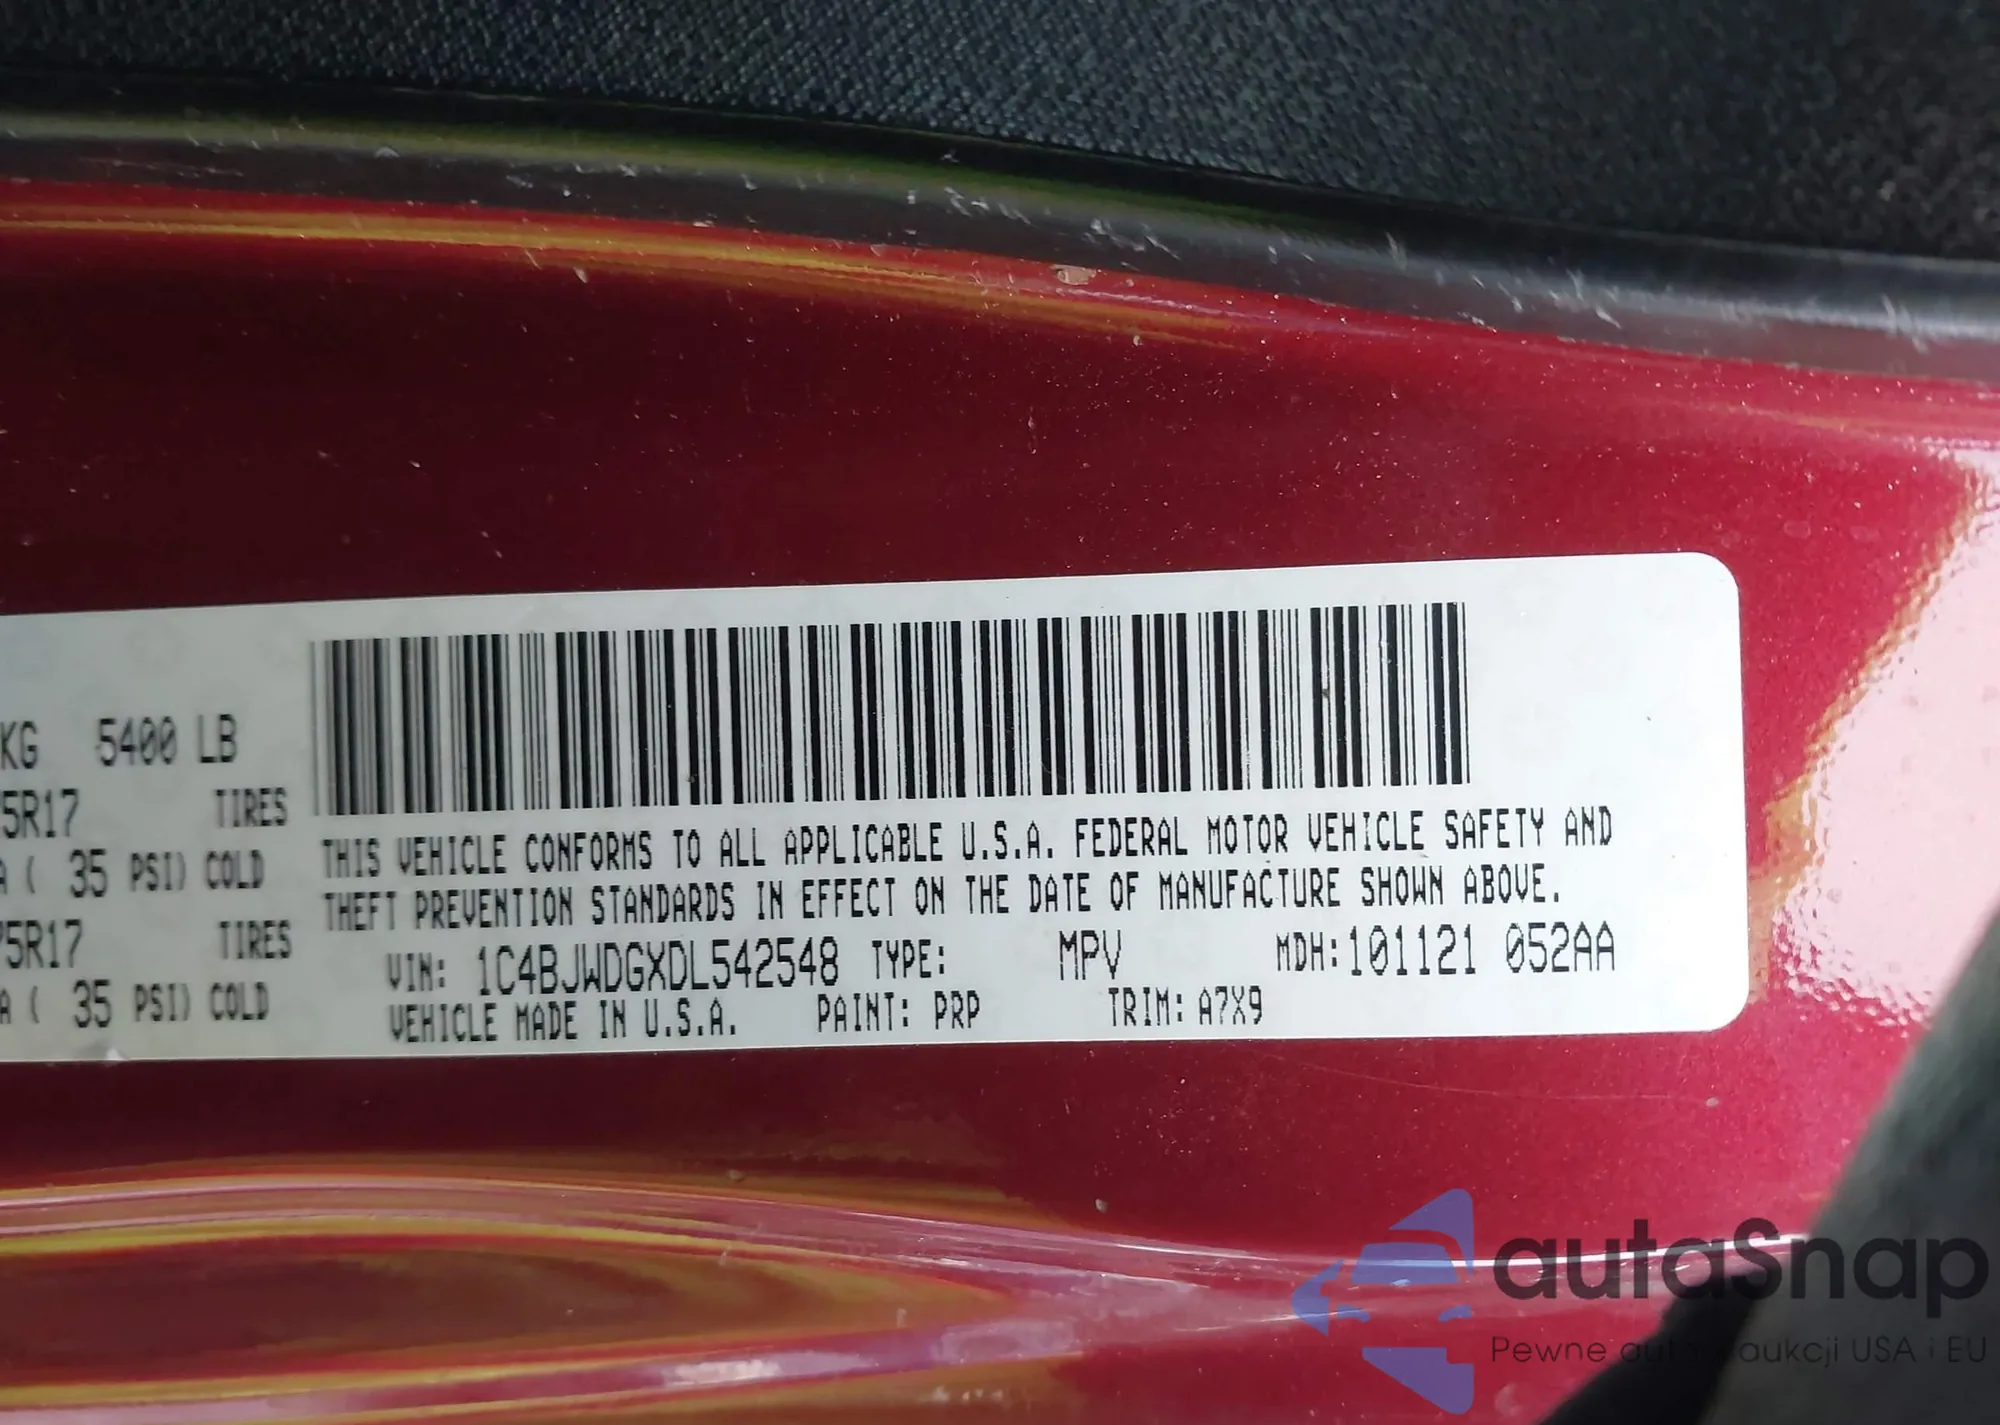 KG 5400 LB
5R17 TIRES
A ( 35 PSI) COLD
75R17 TIRES
A ( 35 PSI) COLD
THIS VEHICLE CONFORMS TO ALL APPLICABLE U.S.A. FEDERAL MOTOR VEHICLE SAFETY AND
THEFT PREVENTION STANDARDS IN EFFECT ON THE DATE OF MANUFACTURE SHOWN ABOVE.
VIN: 1C4BJWDGXDL542548 TYPE: MPV MDH:101121 052AA
VEHICLE MADE IN U.S.A. PAINT: PRP TRIM: A7X9
autaSnap
Pewne auta z aukcji USA i EU